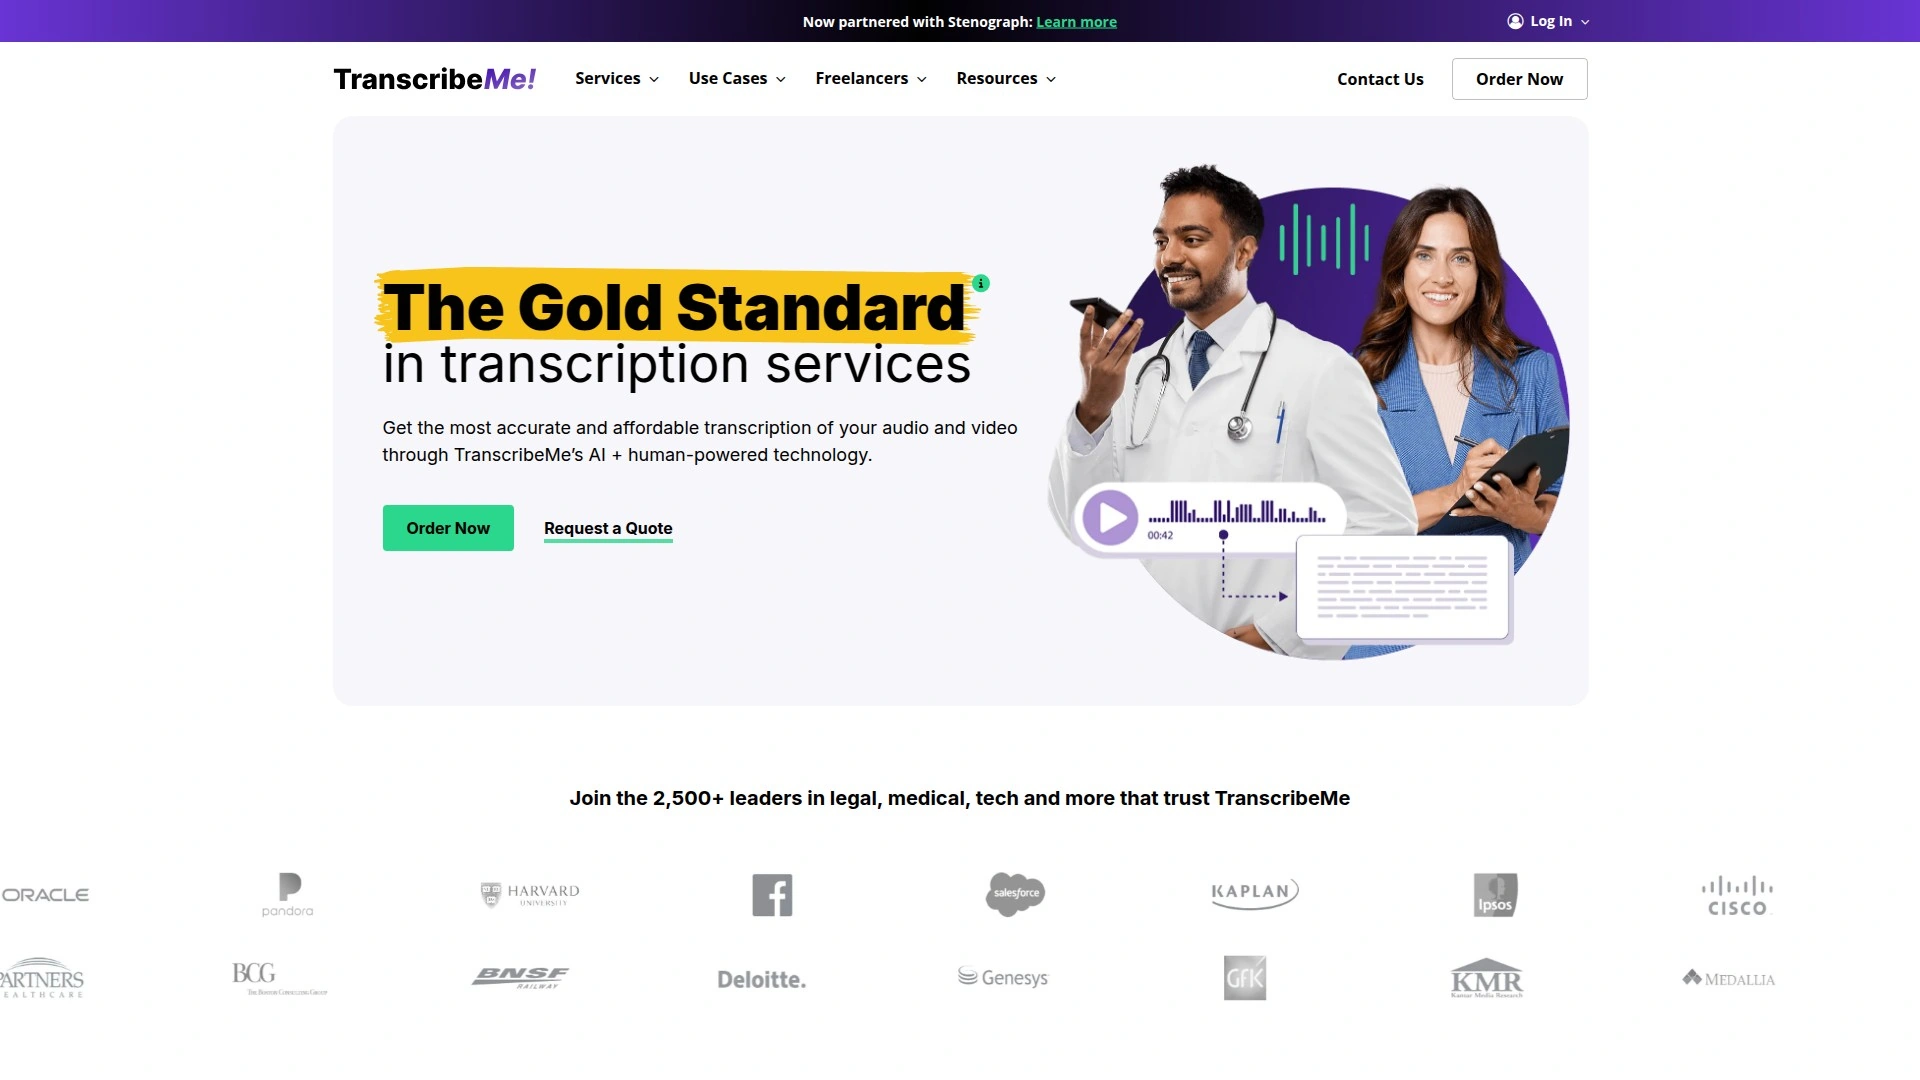 Now partnered with Stenograph: Learn more
Log In
TranscribeMe!
Services
Use Cases
Freelancers
Resources
Contact Us
Order Now
The Gold Standard
i
in transcription services
Get the most accurate and affordable transcription of your audio and video
through TranscribeMe’s AI + human-powered technology.
Order Now
Request a Quote
00:42
Join the 2,500+ leaders in legal, medical, tech and more that trust TranscribeMe
ORACLE
pandora
HARVARD
UNIVERSITY
salesforce
KAPLAN
Ipsos
CISCO
PARTNERS
HEALTHCARE
BCG
The Boston Consulting Group
BNSF
RAILWAY
Deloitte.
Genesys
GfK
KMR
Kantar Media Research
MEDALLIA